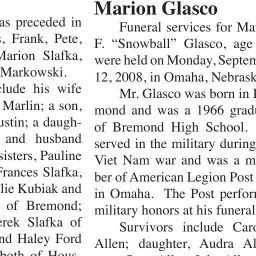 as preceded in
s, Frank, Pete,
Marion Slafka,
Markowski.
clude his wife
Marlin; a son,
ustin; a daugh-
and husband
sisters, Pauline
Frances Slafka,
lie Kubiak and
of Bremond;
erek Slafka of
nd Haley Ford
both of Hous-
Marion Glasco
Funeral services for Mar
F. “Snowball” Glasco, age
were held on Monday, Septem
12, 2008, in Omaha, Nebrask
Mr. Glasco was born in B
mond and was a 1966 gradu
of Bremond High School.
served in the military during
Viet Nam war and was a m
ber of American Legion Post
in Omaha. The Post perfor
military honors at his funeral
Survivors include Caro
Allen; daughter, Audra Al